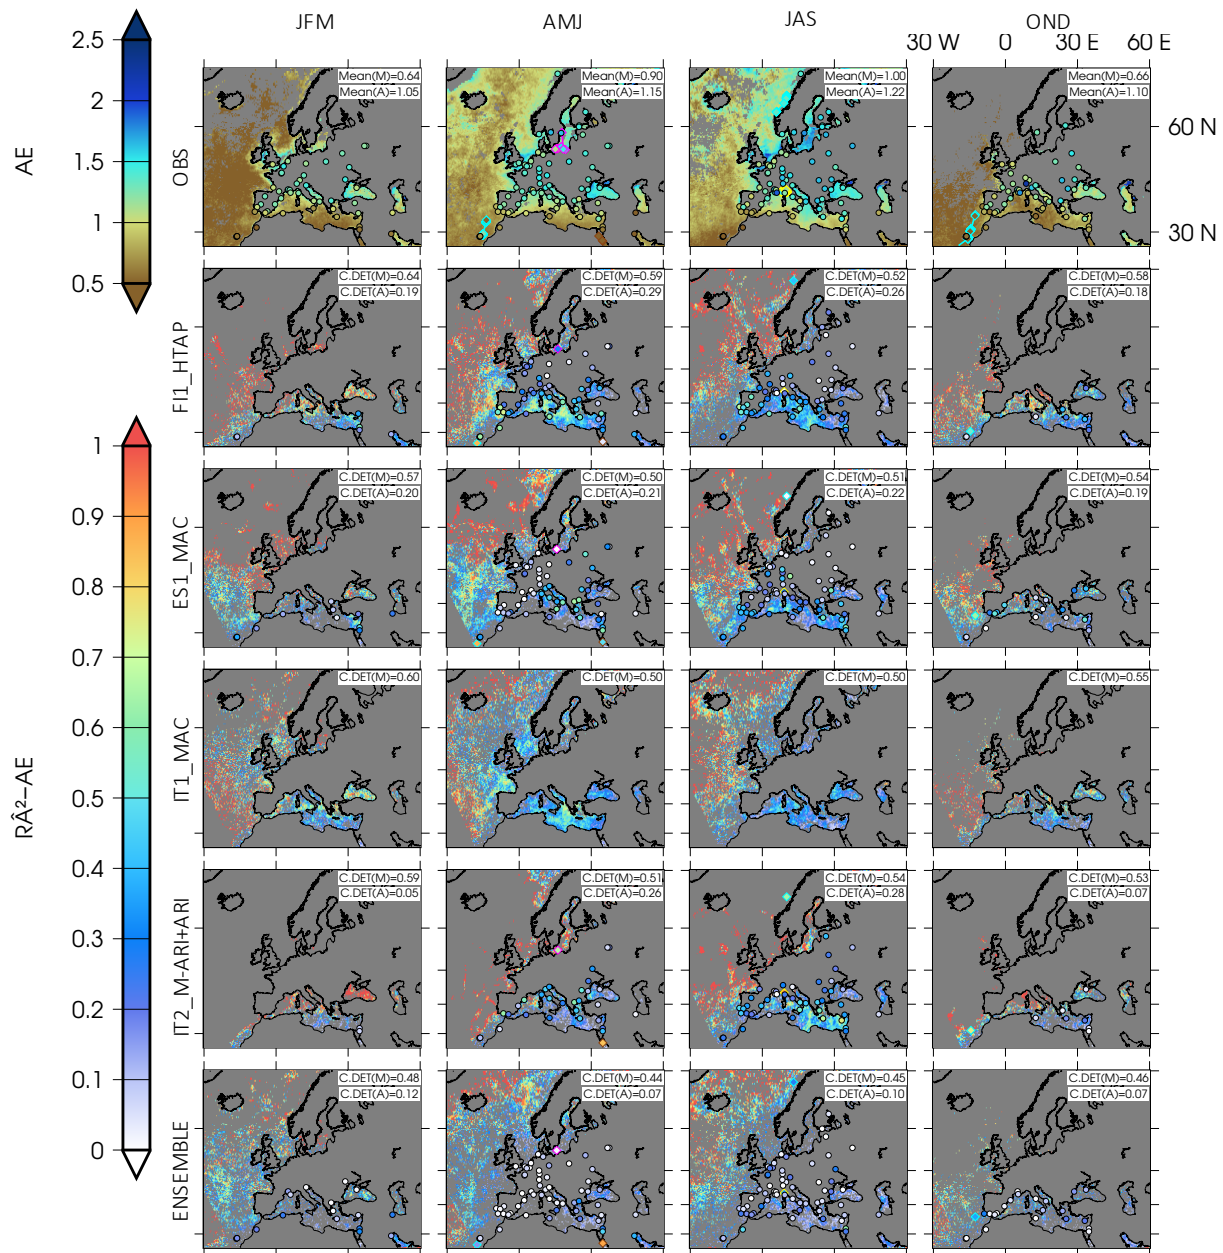 JFM
AMJ
JAS
OND
30 W
0
30 E
60 E
AE
2.5
2
1.5
1
0.5
OBS
Mean(M)=0.64
Mean(A)=1.05
Mean(M)=0.90
Mean(A)=1.15
Mean(M)=1.00
Mean(A)=1.22
Mean(M)=0.66
Mean(A)=1.10
60 N
30 N
FI1_HTAP
C.DET(M)=0.64
C.DET(A)=0.19
C.DET(M)=0.59
C.DET(A)=0.29
C.DET(M)=0.52
C.DET(A)=0.26
C.DET(M)=0.58
C.DET(A)=0.18
RÂ²−AE
1
0.9
0.8
0.7
0.6
0.5
0.4
0.3
0.2
0.1
0
ES1_MAC
C.DET(M)=0.57
C.DET(A)=0.20
C.DET(M)=0.50
C.DET(A)=0.21
C.DET(M)=0.51
C.DET(A)=0.22
C.DET(M)=0.54
C.DET(A)=0.19
IT1_MAC
C.DET(M)=0.60
C.DET(M)=0.50
C.DET(M)=0.50
C.DET(M)=0.55
IT2_M-ARI+ARI
C.DET(M)=0.59
C.DET(A)=0.05
C.DET(M)=0.51
C.DET(A)=0.26
C.DET(M)=0.54
C.DET(A)=0.28
C.DET(M)=0.53
C.DET(A)=0.07
ENSEMBLE
C.DET(M)=0.48
C.DET(A)=0.12
C.DET(M)=0.44
C.DET(A)=0.07
C.DET(M)=0.45
C.DET(A)=0.10
C.DET(M)=0.46
C.DET(A)=0.07